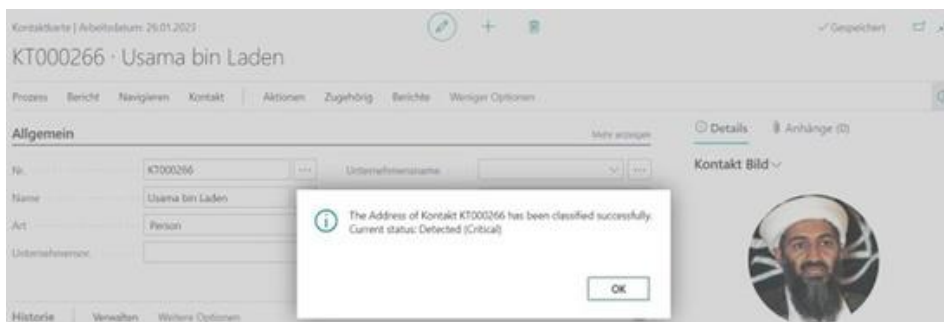 Kontaktkarte | Arbeitsdatum: 26.01.2023
Gespeichert
KT000266 · Usama bin Laden
Prozess Bericht Navigieren Kontakt Aktionen Zugehörig Berichte Weniger Optionen
Allgemein
Mehr anzeigen
Nr.
KT000266
Unternehmensname
Name
Usama bin Laden
Art
Person
Unternehmensnr.
The Address of Kontakt KT000266 has been classified successfully.
Current status: Detected (Critical)
OK
Historie Verwalten Weitere Optionen
Details Anhänge (0)
Kontakt Bild